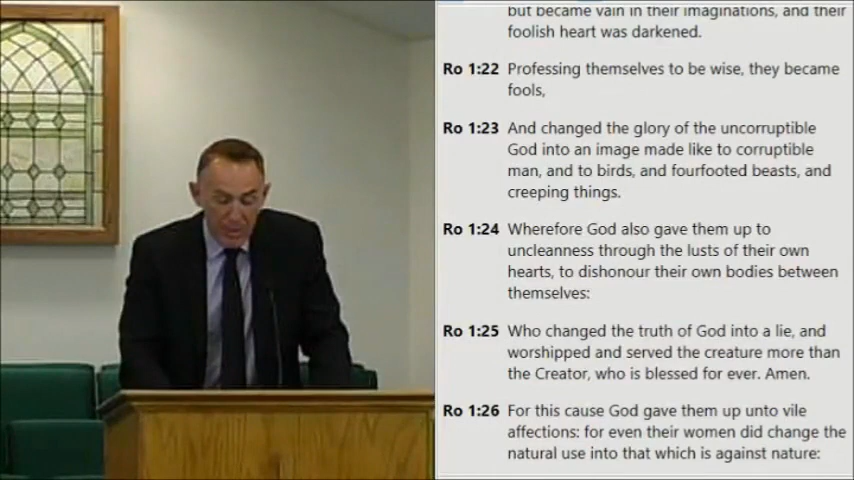 but became vain in their imaginations, and their
foolish heart was darkened.
Ro 1:22 Professing themselves to be wise, they became
fools,
Ro 1:23 And changed the glory of the uncorruptible
God into an image made like to corruptible
man, and to birds, and fourfooted beasts, and
creeping things.
Ro 1:24 Wherefore God also gave them up to
uncleanness through the lusts of their own
hearts, to dishonour their own bodies between
themselves:
Ro 1:25 Who changed the truth of God into a lie, and
worshipped and served the creature more than
the Creator, who is blessed for ever. Amen.
Ro 1:26 For this cause God gave them up unto vile
affections: for even their women did change the
natural use into that which is against nature: